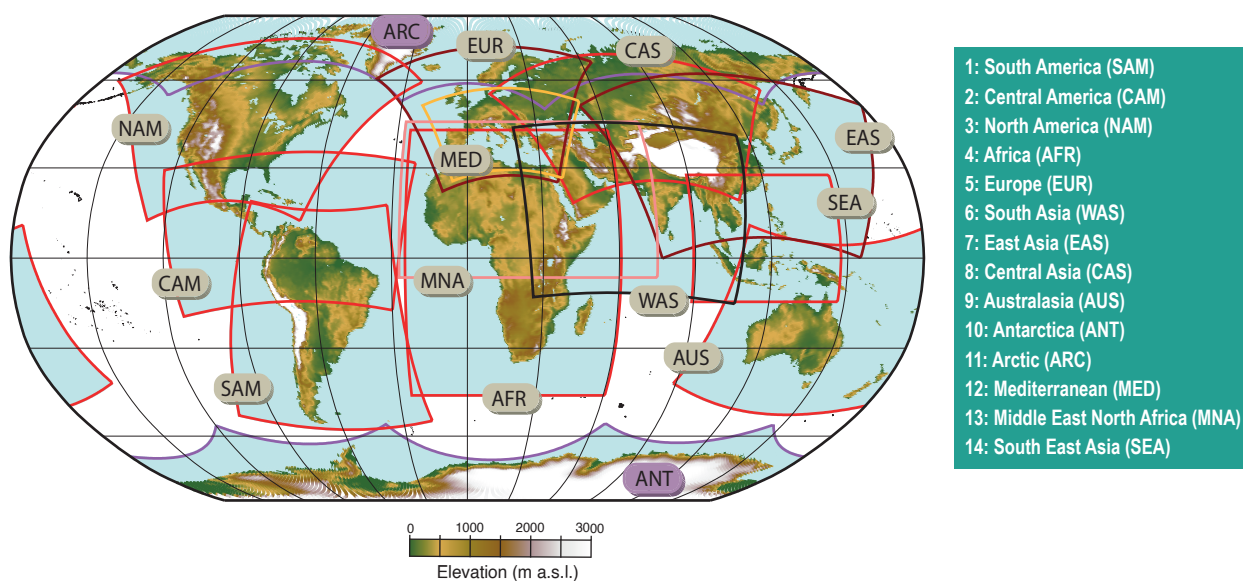 ARC
EUR
CAS
NAM
EAS
MED
SEA
CAM
MNA
WAS
AUS
SAM
AFR
ANT
0 1000 2000 3000
Elevation (m a.s.l.)
1: South America (SAM)
2: Central America (CAM)
3: North America (NAM)
4: Africa (AFR)
5: Europe (EUR)
6: South Asia (WAS)
7: East Asia (EAS)
8: Central Asia (CAS)
9: Australasia (AUS)
10: Antarctica (ANT)
11: Arctic (ARC)
12: Mediterranean (MED)
13: Middle East North Africa (MNA)
14: South East Asia (SEA)